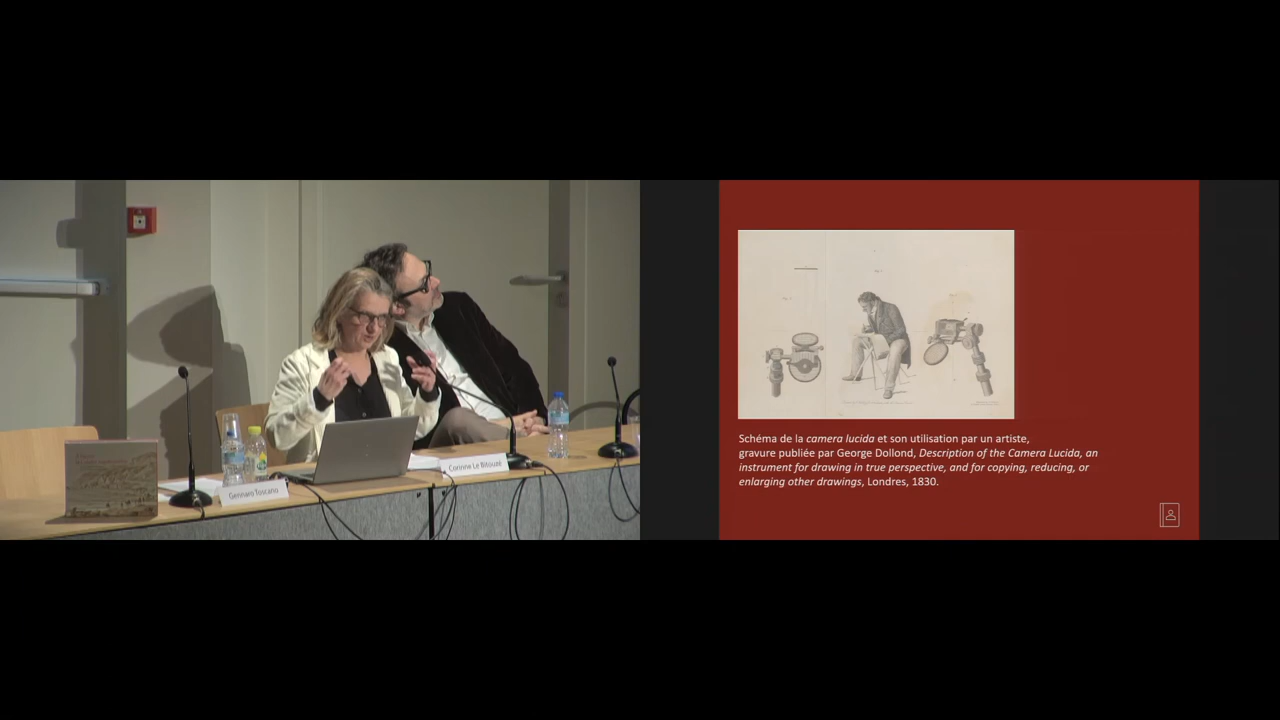 Gennaro Toscano
Corinne Le Bitouzé
Schéma de la camera lucida et son utilisation par un artiste,
gravure publiée par George Dollond, Description of the Camera Lucida, an
instrument for drawing in true perspective, and for copying, reducing, or
enlarging other drawings, Londres, 1830.